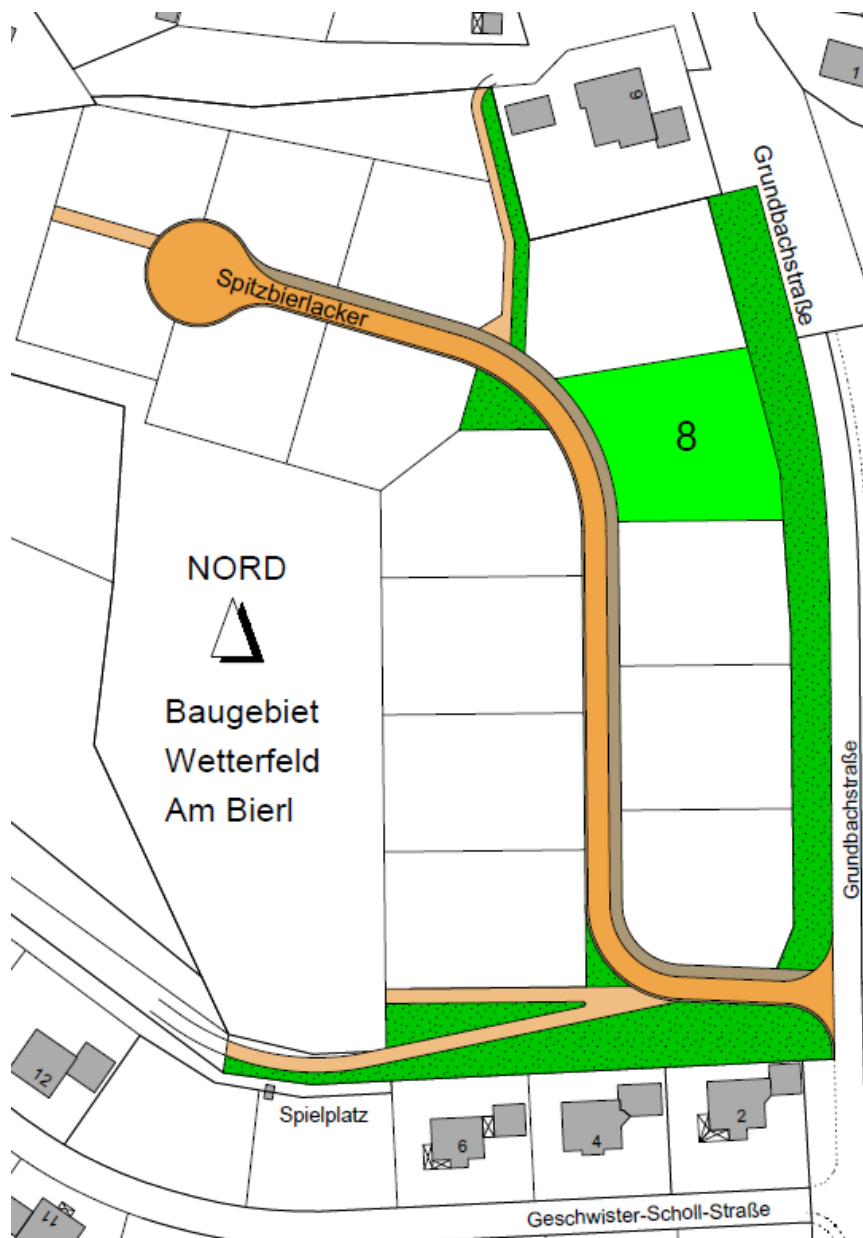 9
1
Grundbachstraße
Spitzbierlacker
8
NORD
Baugebiet
Wetterfeld
Am Bierl
Grundbachstraße
12
Spielplatz
6
4
2
11
Geschwister-Scholl-Straße